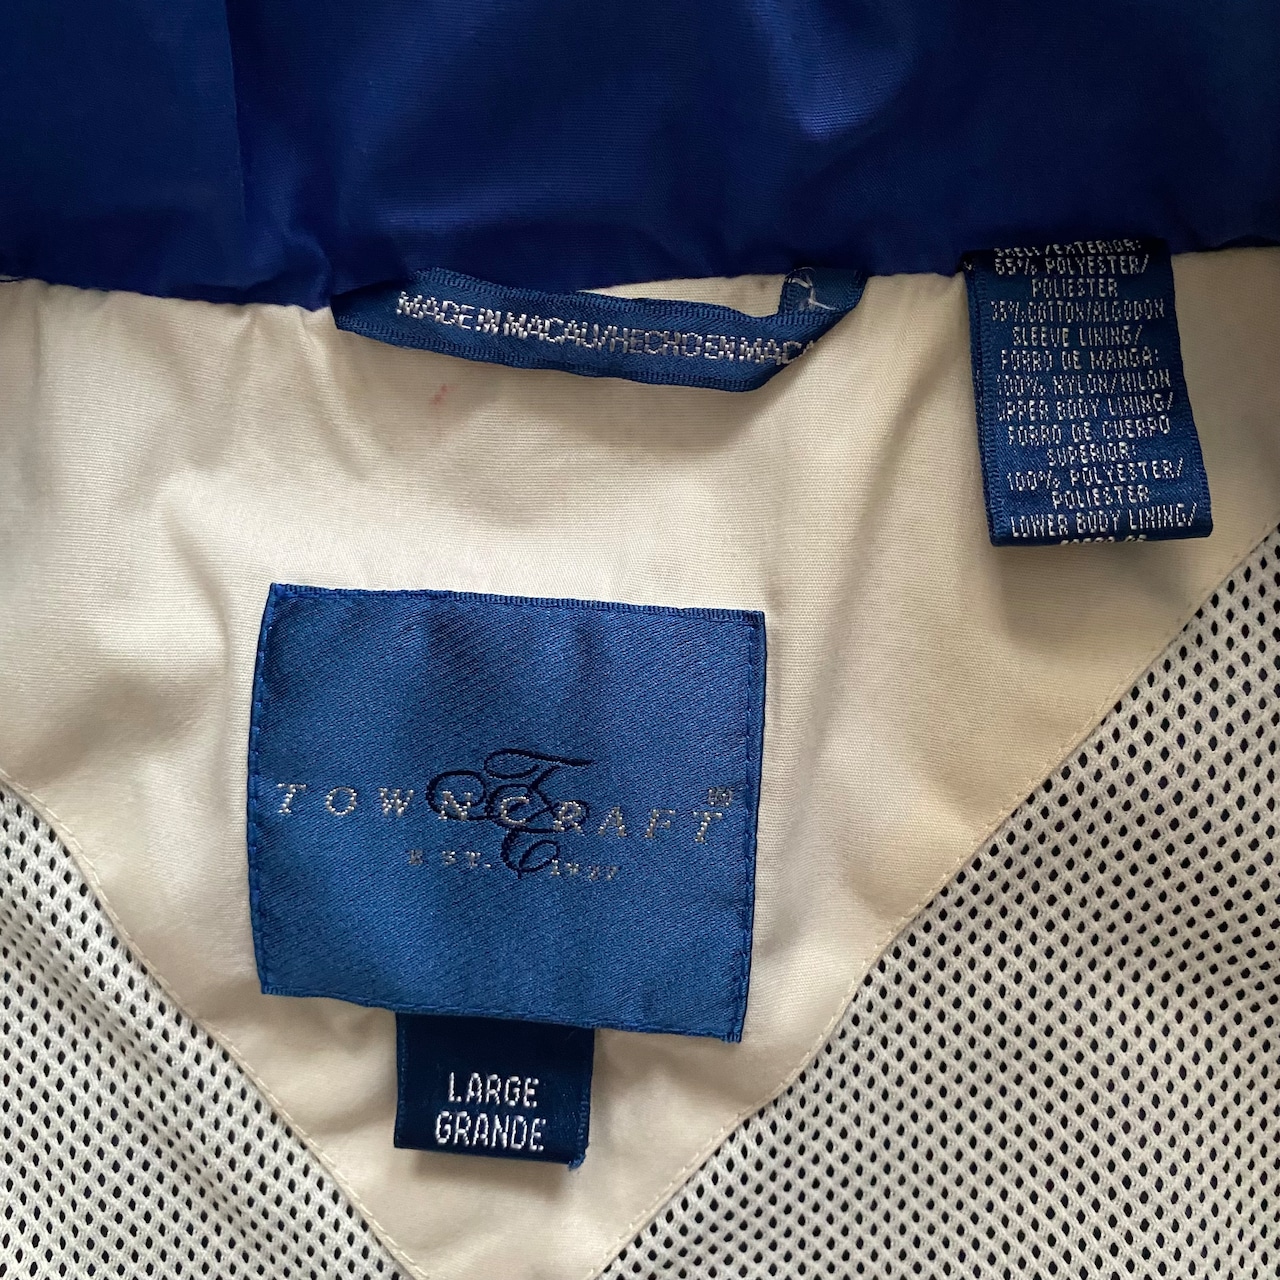 MADE IN MACAU/HECHO EN MACA
SHELL/EXTERIOR:
65% POLYESTER/
POLIESTER
35% COTTON/ALGODON
SLEEVE LINING/
FORRO DE MANGA:
100% NYLON/NILON
UPPER BODY LINING/
FORRO DE CUERPO
SUPERIOR:
100% POLYESTER/
POLIESTER
LOWER BODY LINING/
TOWNCRAFT
EST. 1927
LARGE
GRANDE